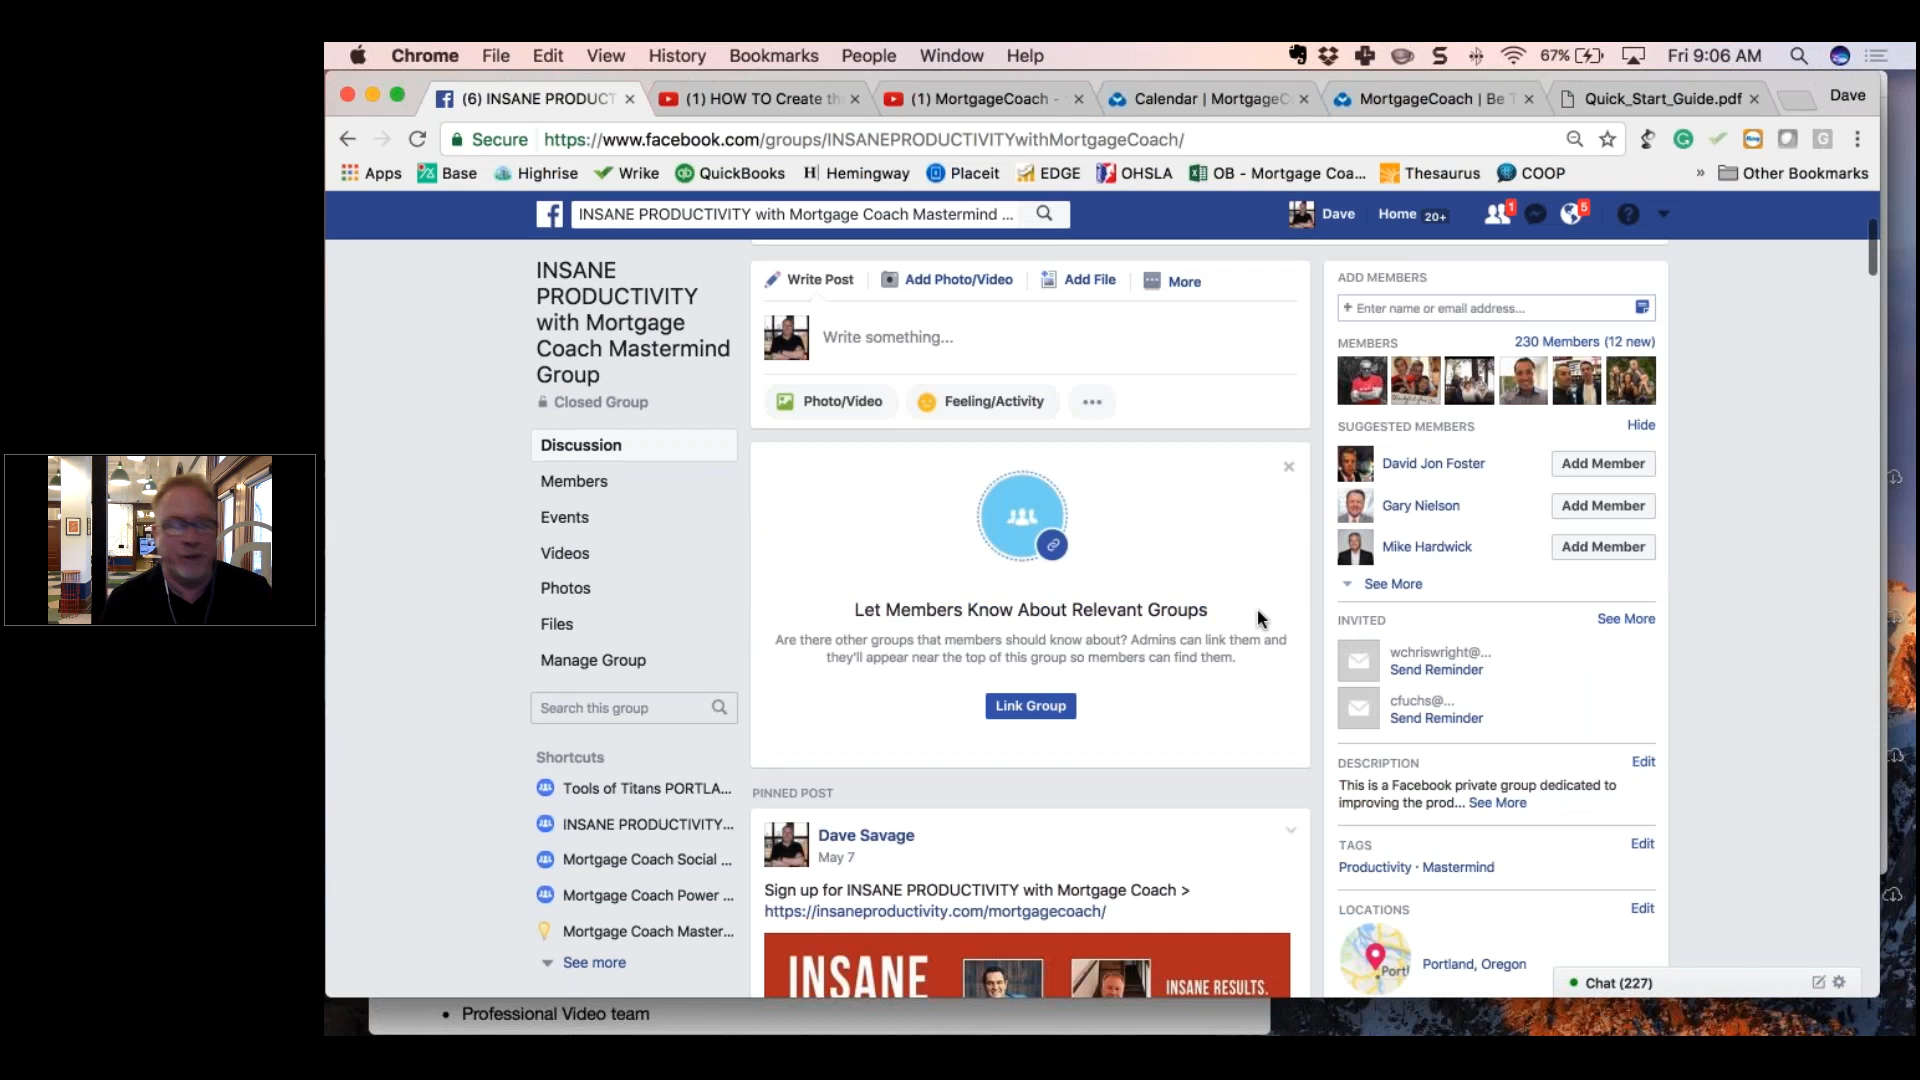 Chrome File Edit View History Bookmarks People Window Help 67% Fri 9:06 AM
(6) INSANE PRODUCT (1) HOW TO Create th (1) MortgageCoach - Calendar | MortgageC MortgageCoach | Be T Quick_Start_Guide.pdf Dave
Secure https://www.facebook.com/groups/INSANEPRODUCTIVITYwithMortgageCoach/
Apps Base Highrise Wrike QuickBooks Hemingway Placeit EDGE OHSLA OB - Mortgage Coa... Thesaurus COOP » Other Bookmarks
INSANE PRODUCTIVITY with Mortgage Coach Mastermind ... Dave Home 20+ 1 5
INSANE
PRODUCTIVITY
with Mortgage
Coach Mastermind
Group
Closed Group
Discussion
Members
Events
Videos
Photos
Files
Manage Group
Search this group
Shortcuts
Tools of Titans PORTLA...
INSANE PRODUCTIVITY...
Mortgage Coach Social ...
Mortgage Coach Power ...
Mortgage Coach Master...
See more
Write Post Add Photo/Video Add File More
Write something...
Photo/Video Feeling/Activity
Let Members Know About Relevant Groups
Are there other groups that members should know about? Admins can link them and
they'll appear near the top of this group so members can find them.
Link Group
PINNED POST
Dave Savage
May 7
Sign up for INSANE PRODUCTIVITY with Mortgage Coach >
https://insaneproductivity.com/mortgagecoach/
INSANE INSANE RESULTS.
ADD MEMBERS
+ Enter name or email address...
MEMBERS 230 Members (12 new)
SUGGESTED MEMBERS Hide
David Jon Foster Add Member
Gary Nielson Add Member
Mike Hardwick Add Member
See More
INVITED See More
wchriswright@...
Send Reminder
cfuchs@...
Send Reminder
DESCRIPTION Edit
This is a Facebook private group dedicated to
improving the prod... See More
TAGS Edit
Productivity · Mastermind
LOCATIONS Edit
Portl Portland, Oregon
Chat (227)
• Professional Video team